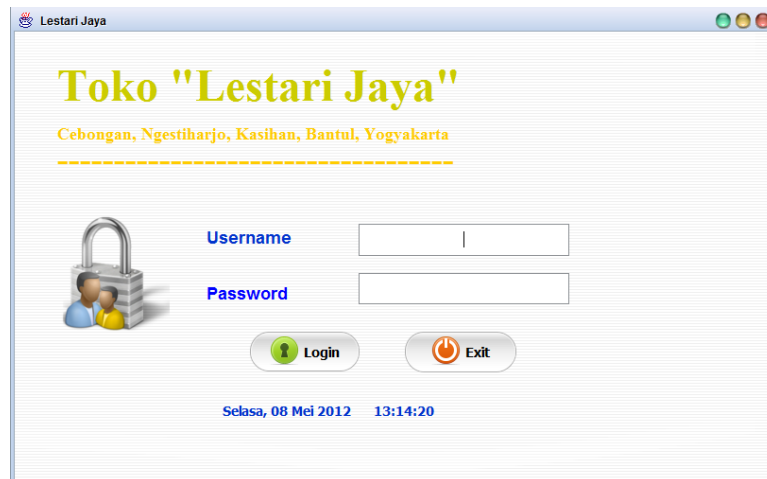 Lestari Jaya
Toko "Lestari Jaya"
Cebongan, Ngestiharjo, Kasihan, Bantul, Yogyakarta
------------------------------------
Username
Password
Login Exit
Selasa, 08 Mei 2012 13:14:20